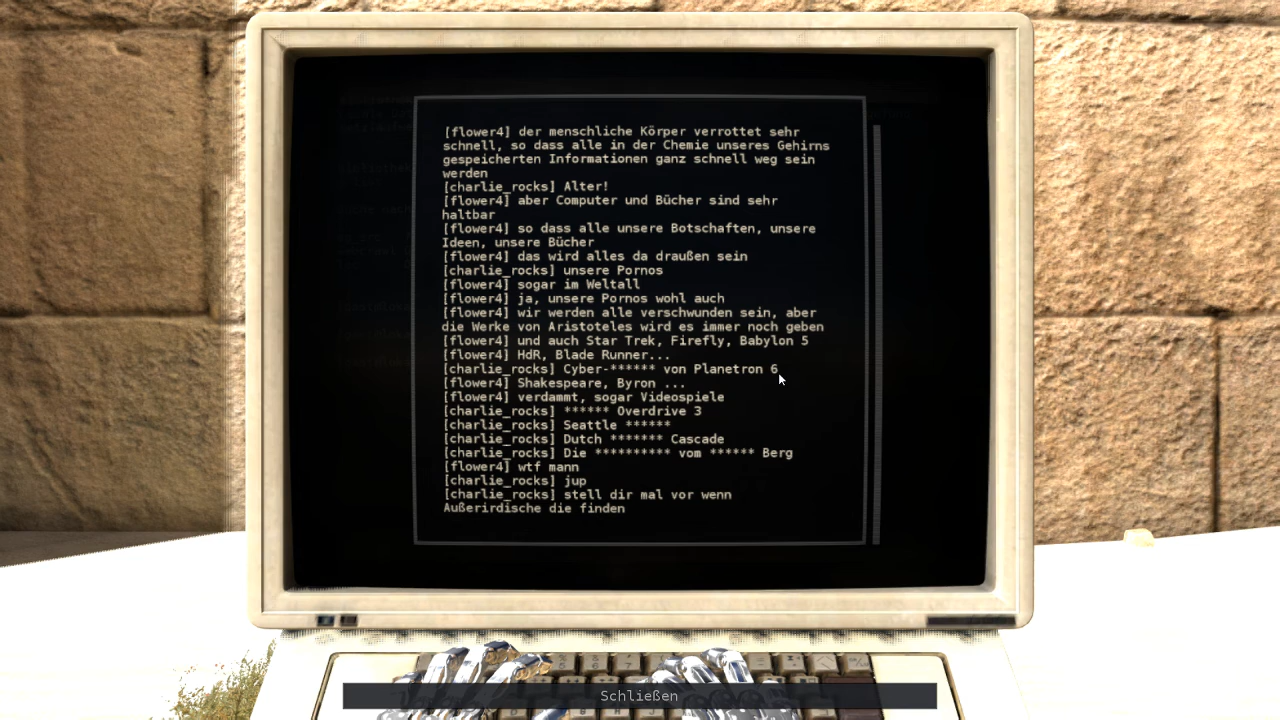 [flower4] der menschliche Körper verrottet sehr
schnell, so dass alle in der Chemie unseres Gehirns
gespeicherten Informationen ganz schnell weg sein
werden
[charlie_rocks] Alter!
[flower4] aber Computer und Bücher sind sehr
haltbar
[flower4] so dass alle unsere Botschaften, unsere
Ideen, unsere Bücher
[flower4] das wird alles da draußen sein
[charlie_rocks] unsere Pornos
[flower4] sogar im Weltall
[flower4] ja, unsere Pornos wohl auch
[flower4] wir werden alle verschwunden sein, aber
die Werke von Aristoteles wird es immer noch geben
[flower4] und auch Star Trek, Firefly, Babylon 5
[flower4] HdR, Blade Runner...
[charlie_rocks] Cyber-****** von Planetron 6
[flower4] Shakespeare, Byron ...
[flower4] verdammt, sogar Videospiele
[charlie_rocks] ****** Overdrive 3
[charlie_rocks] Seattle ******
[charlie_rocks] Dutch ******* Cascade
[charlie_rocks] Die ********** vom ****** Berg
[flower4] wtf mann
[charlie_rocks] jup
[charlie_rocks] stell dir mal vor wenn
Außerirdische die finden
Schließen